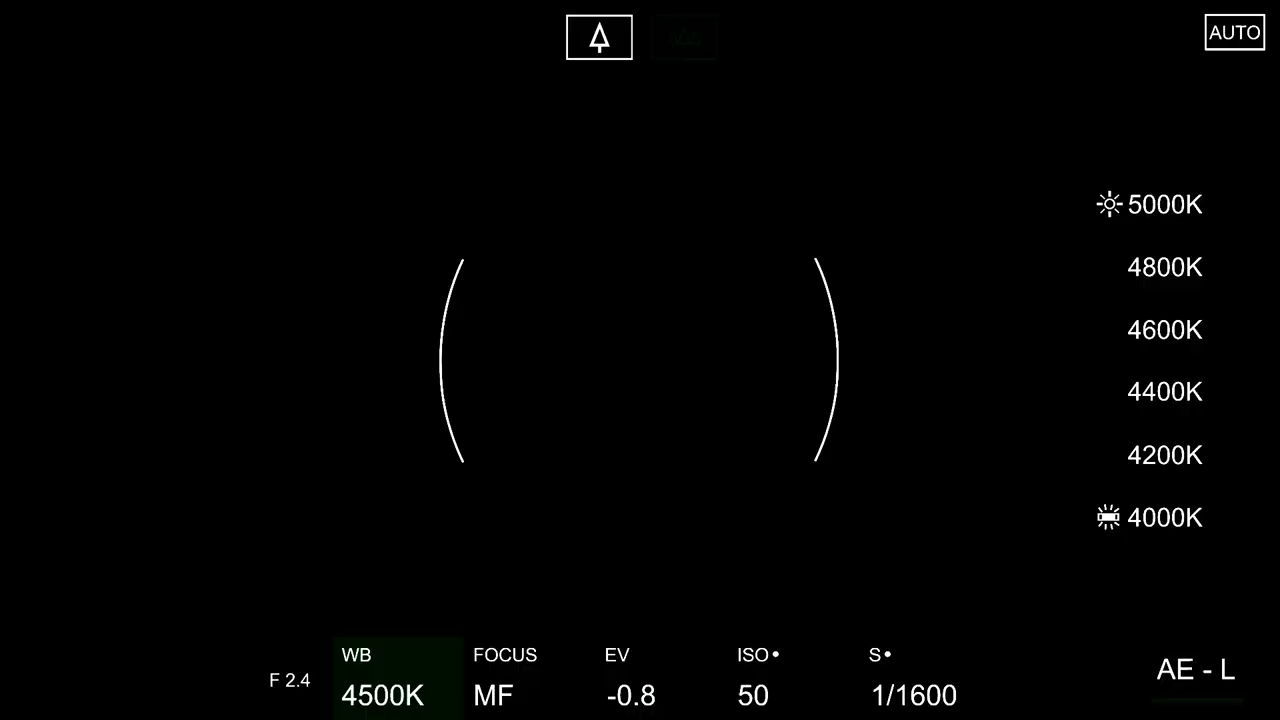 AUTO
5000K
4800K
4600K
4400K
4200K
4000K
WB FOCUS EV ISO• S•
F 2.4 4500K MF -0.8 50 1/1600
AE - L